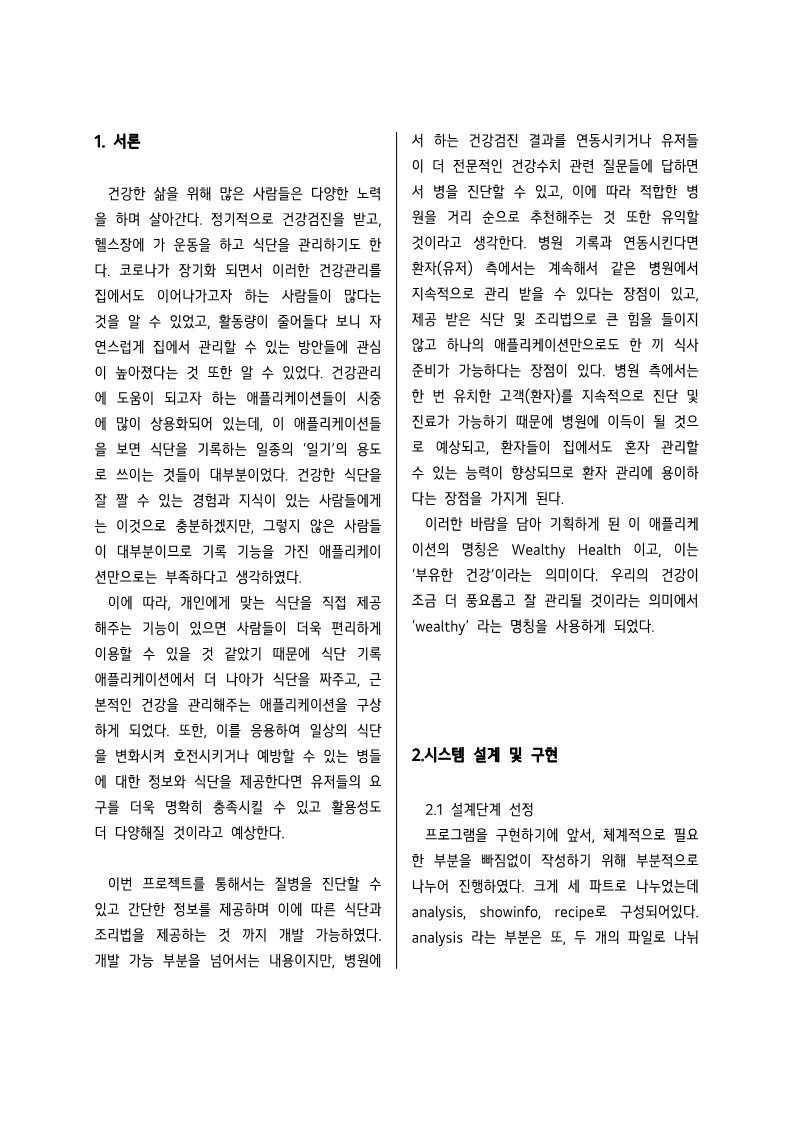 1. 서론
건강한 삶을 위해 많은 사람들은 다양한 노력
을 하며 살아간다. 정기적으로 건강검진을 받고,
헬스장에 가 운동을 하고 식단을 관리하기도 한
다. 코로나가 장기화 되면서 이러한 건강관리를
집에서도 이어나가고자 하는 사람들이 많다는
것을 알 수 있었고, 활동량이 줄어들다 보니 자
연스럽게 집에서 관리할 수 있는 방안들에 관심
이 높아졌다는 것 또한 알 수 있었다. 건강관리
에 도움이 되고자 하는 애플리케이션들이 시중
에 많이 상용화되어 있는데, 이 애플리케이션들
을 보면 식단을 기록하는 일종의 ‘일기’의 용도
로 쓰이는 것들이 대부분이었다. 건강한 식단을
잘 짤 수 있는 경험과 지식이 있는 사람들에게
는 이것으로 충분하겠지만, 그렇지 않은 사람들
이 대부분이므로 기록 기능을 가진 애플리케이
션만으로는 부족하다고 생각하였다.
이에 따라, 개인에게 맞는 식단을 직접 제공
해주는 기능이 있으면 사람들이 더욱 편리하게
이용할 수 있을 것 같았기 때문에 식단 기록
애플리케이션에서 더 나아가 식단을 짜주고, 근
본적인 건강을 관리해주는 애플리케이션을 구상
하게 되었다. 또한, 이를 응용하여 일상의 식단
을 변화시켜 호전시키거나 예방할 수 있는 병들
에 대한 정보와 식단을 제공한다면 유저들의 요
구를 더욱 명확히 충족시킬 수 있고 활용성도
더 다양해질 것이라고 예상한다.
이번 프로젝트를 통해서는 질병을 진단할 수
있고 간단한 정보를 제공하며 이에 따른 식단과
조리법을 제공하는 것 까지 개발 가능하였다.
개발 가능 부분을 넘어서는 내용이지만, 병원에
서 하는 건강검진 결과를 연동시키거나 유저들
이 더 전문적인 건강수치 관련 질문들에 답하면
서 병을 진단할 수 있고, 이에 따라 적합한 병
원을 거리 순으로 추천해주는 것 또한 유익할
것이라고 생각한다. 병원 기록과 연동시킨다면
환자(유저) 측에서는 계속해서 같은 병원에서
지속적으로 관리 받을 수 있다는 장점이 있고,
제공 받은 식단 및 조리법으로 큰 힘을 들이지
않고 하나의 애플리케이션만으로도 한 끼 식사
준비가 가능하다는 장점이 있다. 병원 측에서는
한 번 유치한 고객(환자)를 지속적으로 진단 및
진료가 가능하기 때문에 병원에 이득이 될 것으
로 예상되고, 환자들이 집에서도 혼자 관리할
수 있는 능력이 향상되므로 환자 관리에 용이하
다는 장점을 가지게 된다.
이러한 바람을 담아 기획하게 된 이 애플리케
이션의 명칭은 Wealthy Health 이고, 이는
‘부유한 건강’이라는 의미이다. 우리의 건강이
조금 더 풍요롭고 잘 관리될 것이라는 의미에서
‘wealthy’ 라는 명칭을 사용하게 되었다.
2.시스템 설계 및 구현
2.1 설계단계 선정
프로그램을 구현하기에 앞서, 체계적으로 필요
한 부분을 빠짐없이 작성하기 위해 부분적으로
나누어 진행하였다. 크게 세 파트로 나누었는데
analysis, showinfo, recipe로 구성되어있다.
analysis 라는 부분은 또, 두 개의 파일로 나뉘